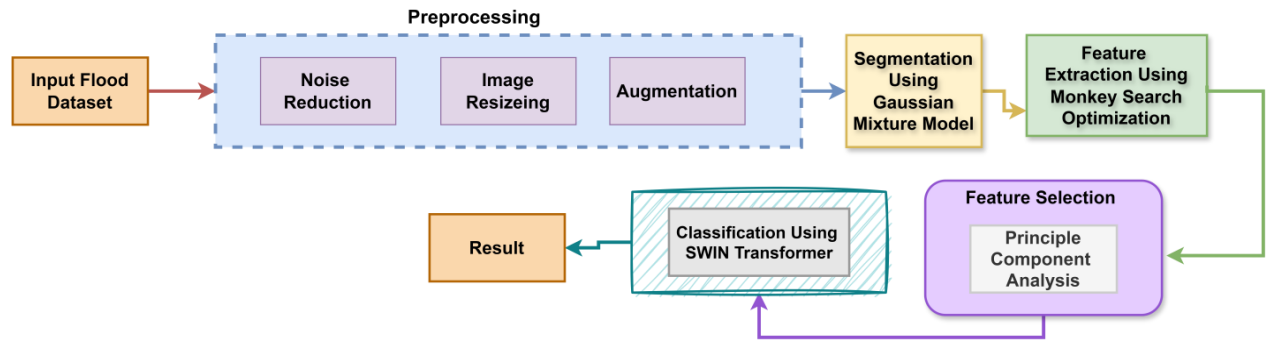 Preprocessing
Input Flood
Dataset
Noise
Reduction
Image
Resizeing
Augmentation
Segmentation
Using
Gaussian
Mixture Model
Feature
Extraction Using
Monkey Search
Optimization
Feature Selection
Principle
Component
Analysis
Classification Using
SWIN Transformer
Result